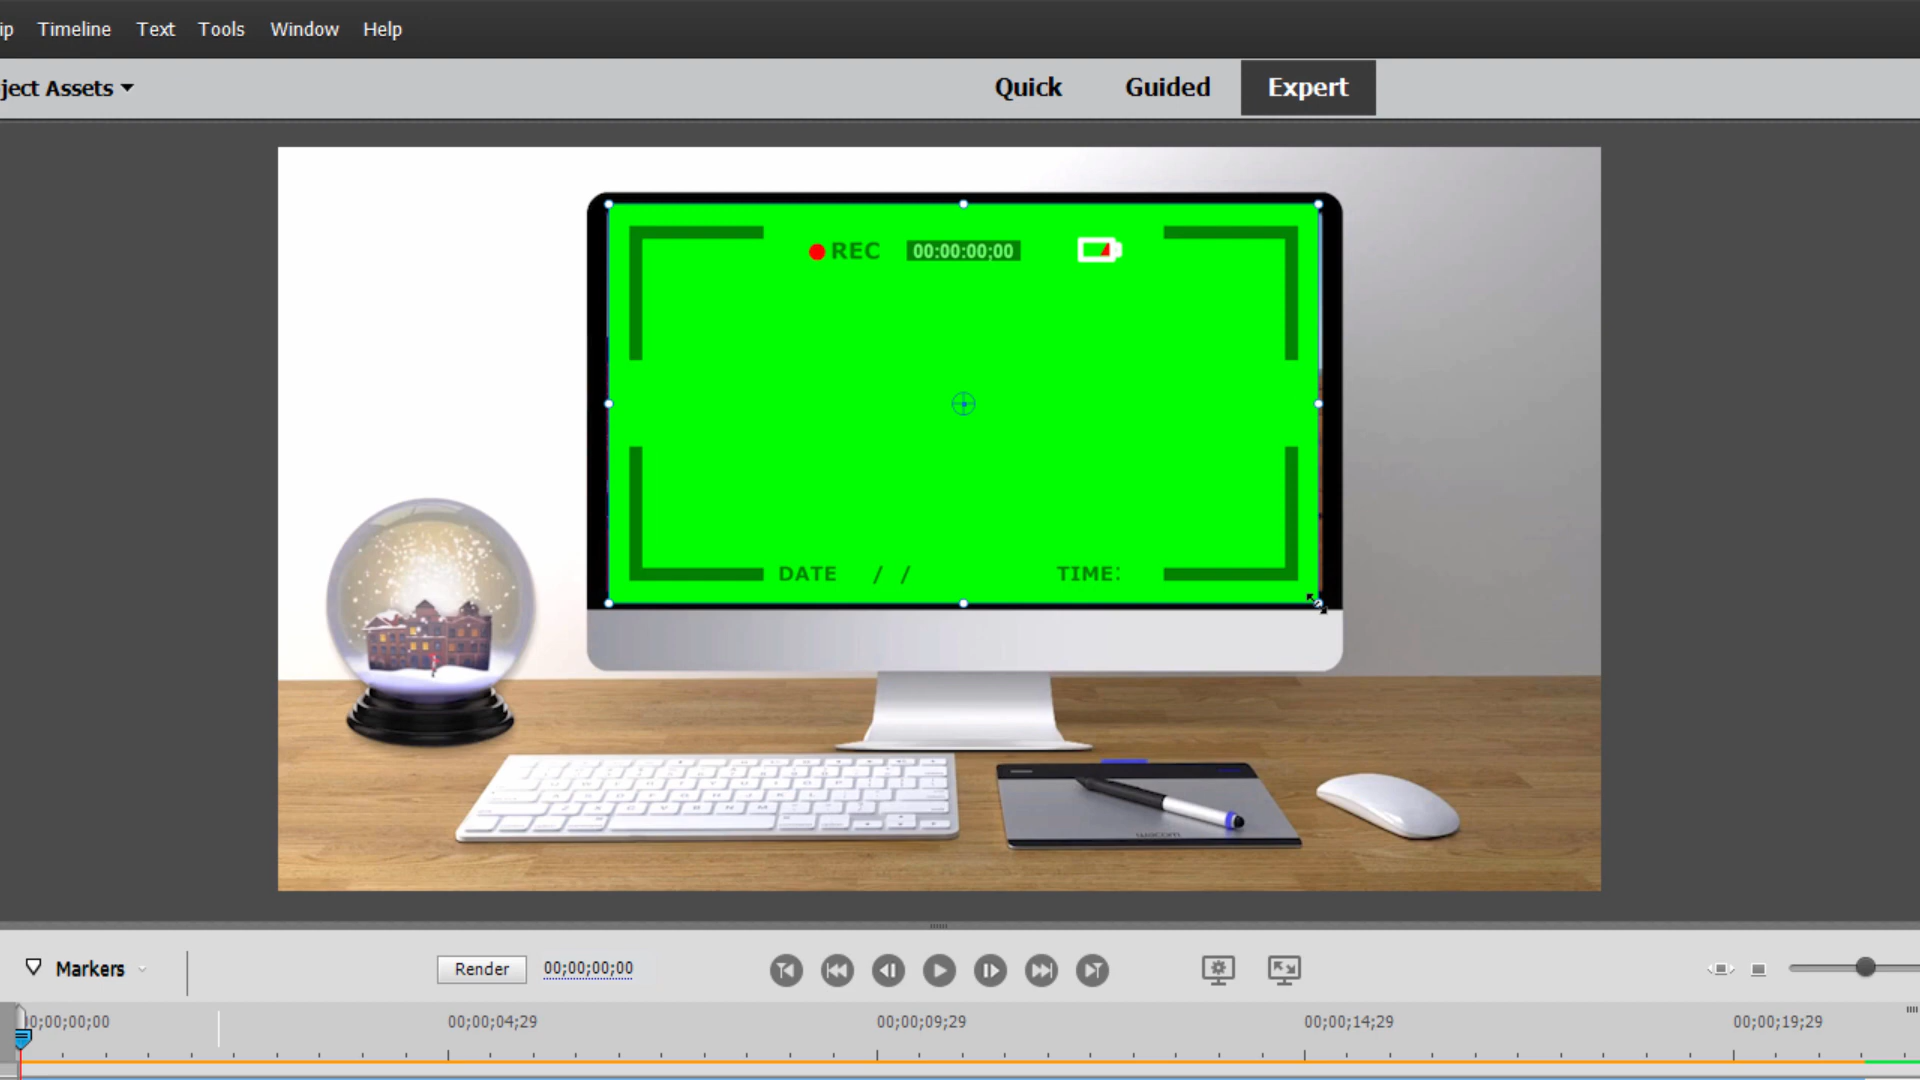 ip Timeline Text Tools Window Help
ject Assets Quick Guided Expert
REC 00:00:00;00
DATE / / TIME:
wacom
Markers Render 00;00;00;00
00;00;00;00 00;00;04;29 00;00;09;29 00;00;14;29 00;00;19;29